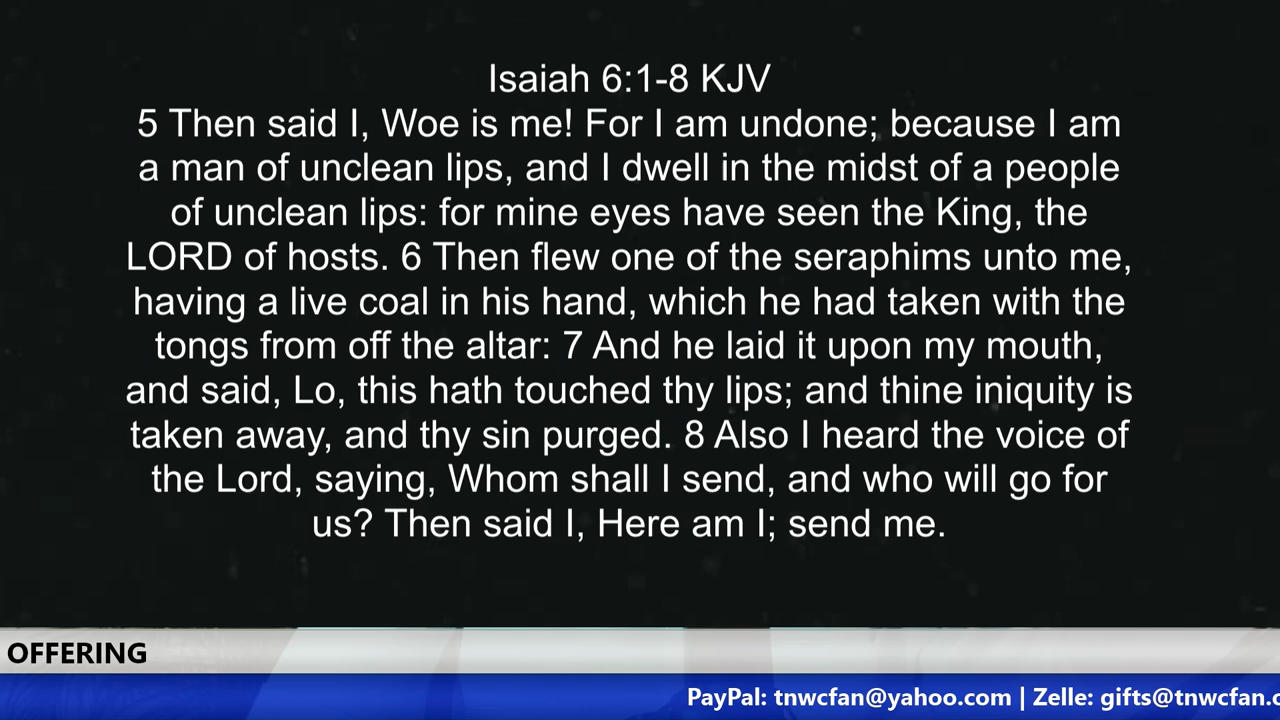 Isaiah 6:1-8 KJV
5 Then said I, Woe is me! For I am undone; because I am
a man of unclean lips, and I dwell in the midst of a people
of unclean lips: for mine eyes have seen the King, the
LORD of hosts. 6 Then flew one of the seraphims unto me,
having a live coal in his hand, which he had taken with the
tongs from off the altar: 7 And he laid it upon my mouth,
and said, Lo, this hath touched thy lips; and thine iniquity is
taken away, and thy sin purged. 8 Also I heard the voice of
the Lord, saying, Whom shall I send, and who will go for
us? Then said I, Here am I; send me.
OFFERING
PayPal: tnwcfan@yahoo.com | Zelle: gifts@tnwcfan.